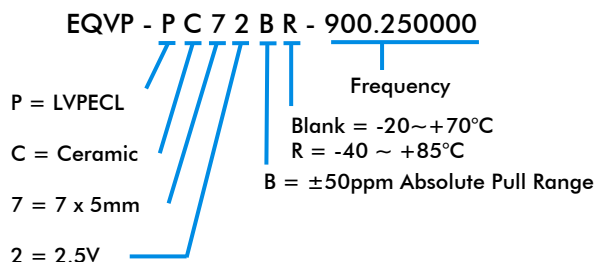 EQVP - P C 7 2 B R - 900.250000
Frequency
P = LVPECL
Blank = -20~+70°C
C = Ceramic
R = -40 ~ +85°C
B = ±50ppm Absolute Pull Range
7 = 7 x 5mm
2 = 2.5V